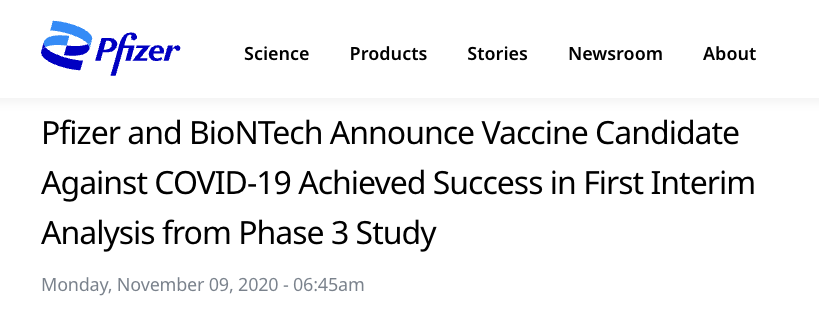 Pfizer Science Products Stories Newsroom About
Pfizer and BioNTech Announce Vaccine Candidate
Against COVID-19 Achieved Success in First Interim
Analysis from Phase 3 Study
Monday, November 09, 2020 - 06:45am